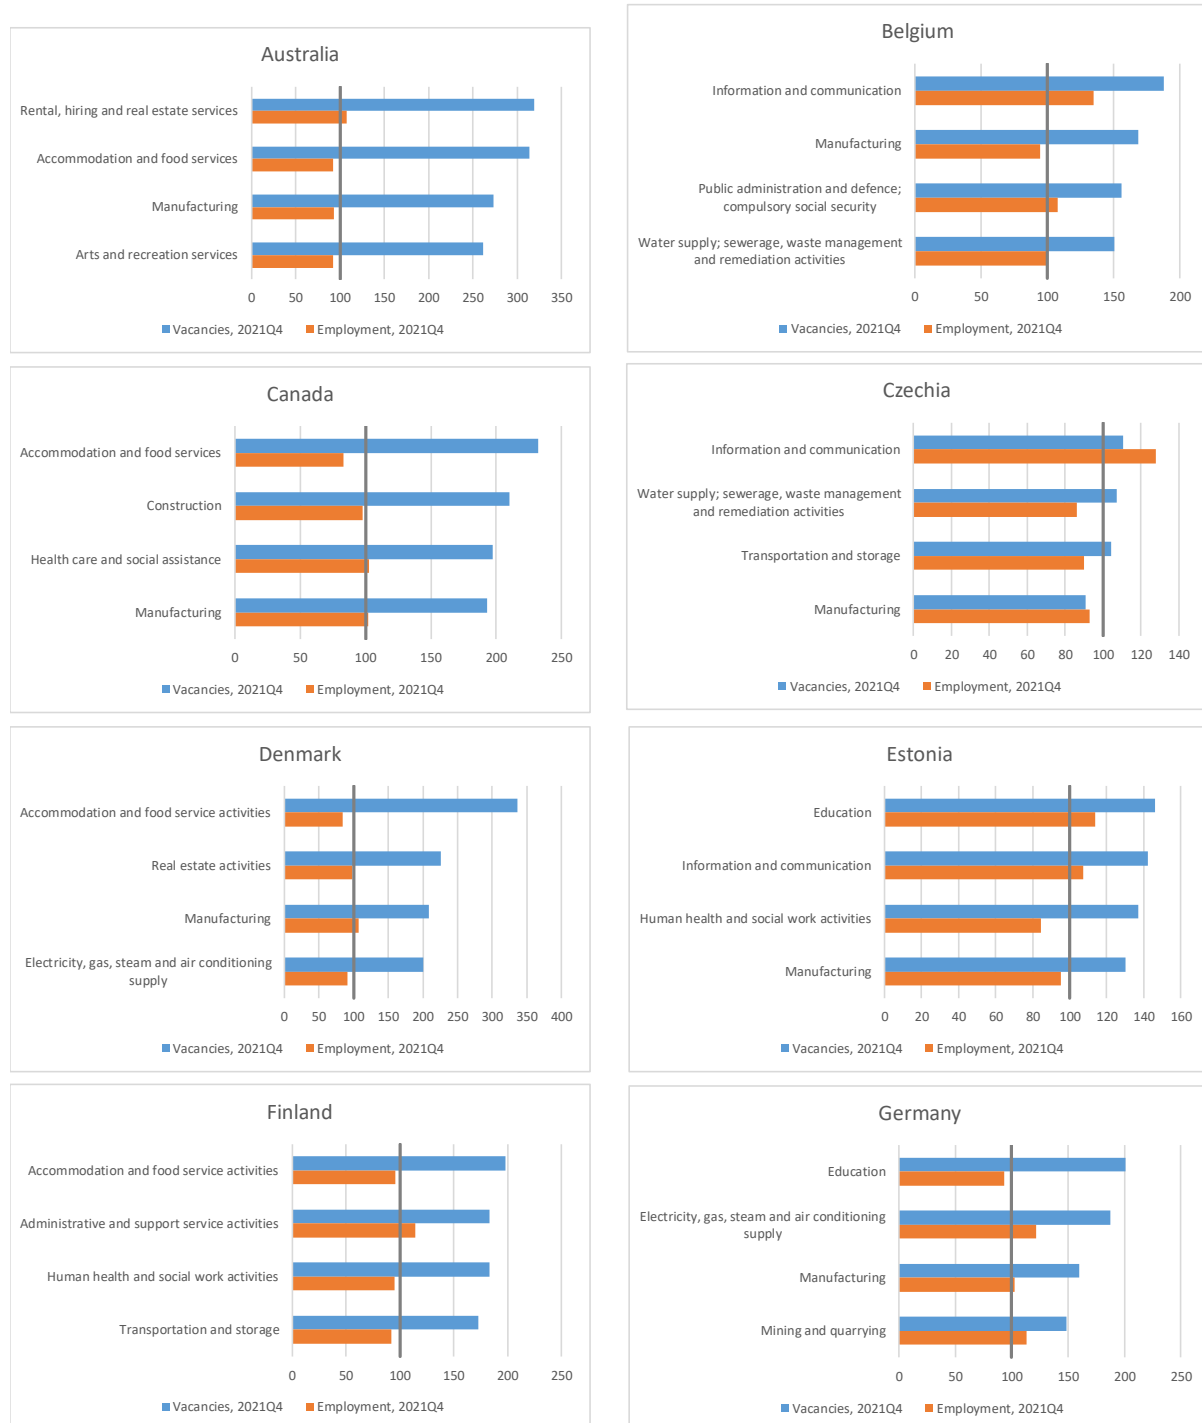 Australia
Rental, hiring and real estate services
Accommodation and food services
Manufacturing
Arts and recreation services
0 50 100 150 200 250 300 350
Vacancies, 2021Q4 Employment, 2021Q4
Belgium
Information and communication
Manufacturing
Public administration and defence;
compulsory social security
Water supply; sewerage, waste management
and remediation activities
0 50 100 150 200
Vacancies, 2021Q4 Employment, 2021Q4
Canada
Accommodation and food services
Construction
Health care and social assistance
Manufacturing
0 50 100 150 200 250
Vacancies, 2021Q4 Employment, 2021Q4
Czechia
Information and communication
Water supply; sewerage, waste management
and remediation activities
Transportation and storage
Manufacturing
0 20 40 60 80 100 120 140
Vacancies, 2021Q4 Employment, 2021Q4
Denmark
Accommodation and food service activities
Real estate activities
Manufacturing
Electricity, gas, steam and air conditioning
supply
0 50 100 150 200 250 300 350 400
Vacancies, 2021Q4 Employment, 2021Q4
Estonia
Education
Information and communication
Human health and social work activities
Manufacturing
0 20 40 60 80 100 120 140 160
Vacancies, 2021Q4 Employment, 2021Q4
Finland
Accommodation and food service activities
Administrative and support service activities
Human health and social work activities
Transportation and storage
0 50 100 150 200 250
Vacancies, 2021Q4 Employment, 2021Q4
Germany
Education
Electricity, gas, steam and air conditioning
supply
Manufacturing
Mining and quarrying
0 50 100 150 200 250
Vacancies, 2021Q4 Employment, 2021Q4